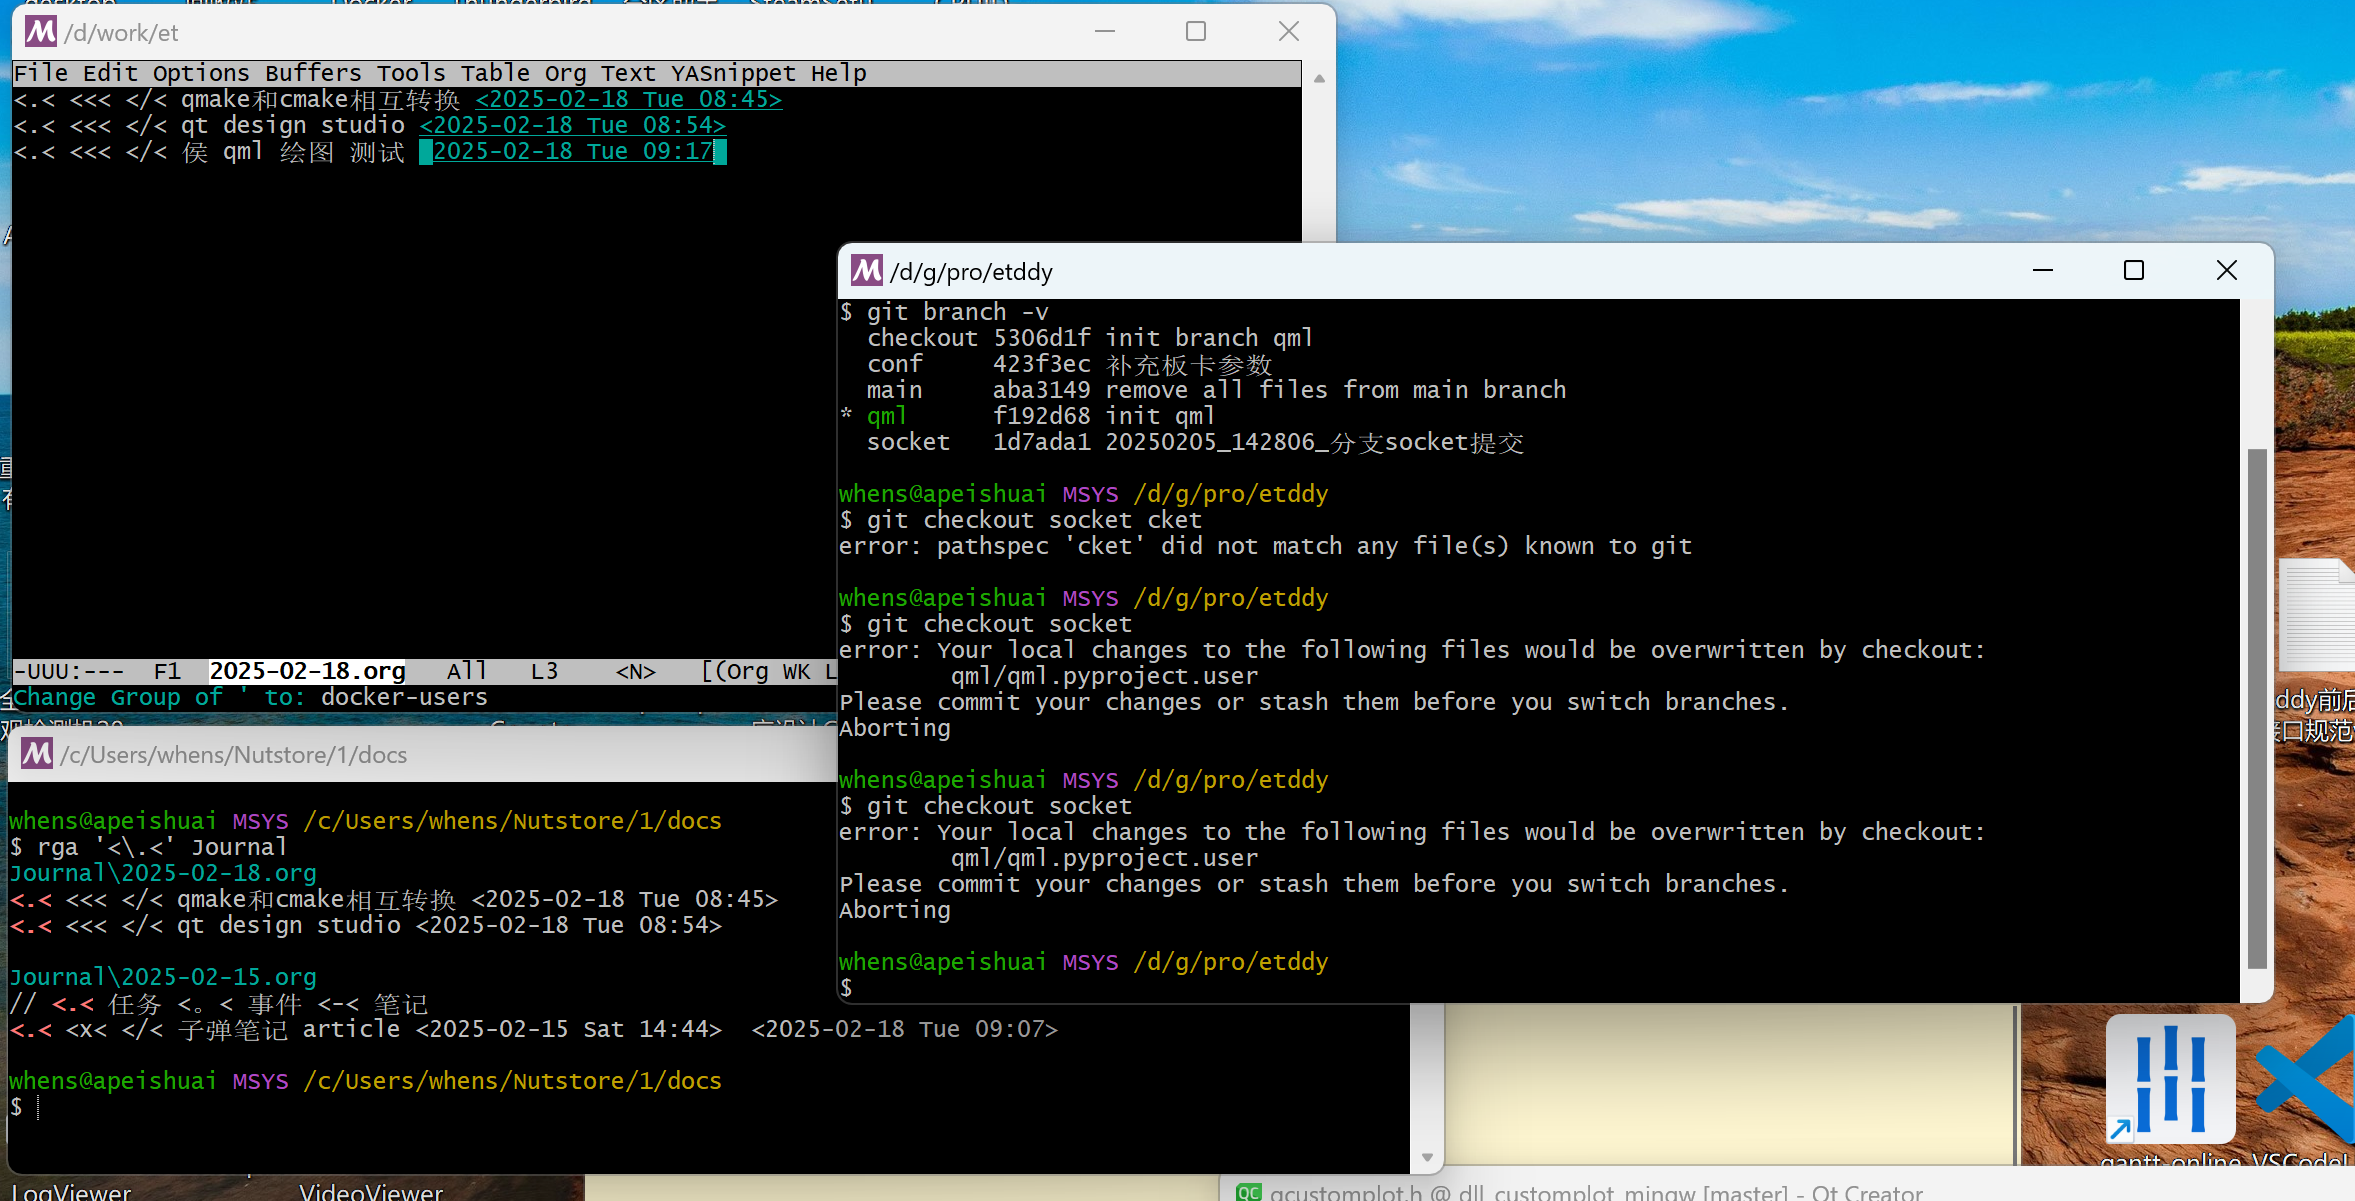 /d/work/et
File Edit Options Buffers Tools Table Org Text YASnippet Help
<.< <<< </< qmake和cmake相互转换 <2025-02-18 Tue 08:45>
<.< <<< </< qt design studio <2025-02-18 Tue 08:54>
<.< <<< </< 侯 qml 绘图 测试 2025-02-18 Tue 09:17
-UUU:--- F1 2025-02-18.org All L3 <N> [(Org WK L
Change Group of ' to: docker-users
/d/g/pro/etddy
$ git branch -v
checkout 5306d1f init branch qml
conf 423f3ec 补充板卡参数
main aba3149 remove all files from main branch
* qml f192d68 init qml
socket 1d7ada1 20250205_142806_分支socket提交
whens@apeishuai MSYS /d/g/pro/etddy
$ git checkout socket cket
error: pathspec 'cket' did not match any file(s) known to git
whens@apeishuai MSYS /d/g/pro/etddy
$ git checkout socket
error: Your local changes to the following files would be overwritten by checkout:
qml/qml.pyproject.user
Please commit your changes or stash them before you switch branches.
Aborting
whens@apeishuai MSYS /d/g/pro/etddy
$ git checkout socket
error: Your local changes to the following files would be overwritten by checkout:
qml/qml.pyproject.user
Please commit your changes or stash them before you switch branches.
Aborting
whens@apeishuai MSYS /d/g/pro/etddy
$
/c/Users/whens/Nutstore/1/docs
whens@apeishuai MSYS /c/Users/whens/Nutstore/1/docs
$ rga '<\.<' Journal
Journal\2025-02-18.org
<.< <<< </< qmake和cmake相互转换 <2025-02-18 Tue 08:45>
<.< <<< </< qt design studio <2025-02-18 Tue 08:54>
Journal\2025-02-15.org
// <.< 任务 <。< 事件 <-< 笔记
<.< <x< </< 子弹笔记 article <2025-02-15 Sat 14:44> <2025-02-18 Tue 09:07>
whens@apeishuai MSYS /c/Users/whens/Nutstore/1/docs
$
ddy前后
接口规范
gantt-online
VSCode
LogViewer
VideoViewer
QC qcustomplot.h @ dll_customplot_mingw [master] - Qt Creator